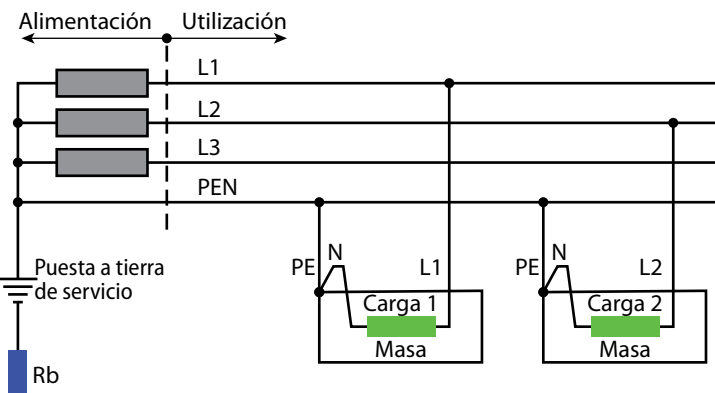 Alimentación Utilización
L1
L2
L3
PEN
Puesta a tierra
de servicio
Rb
PE N L1
Carga 1
Masa
PE N L2
Carga 2
Masa